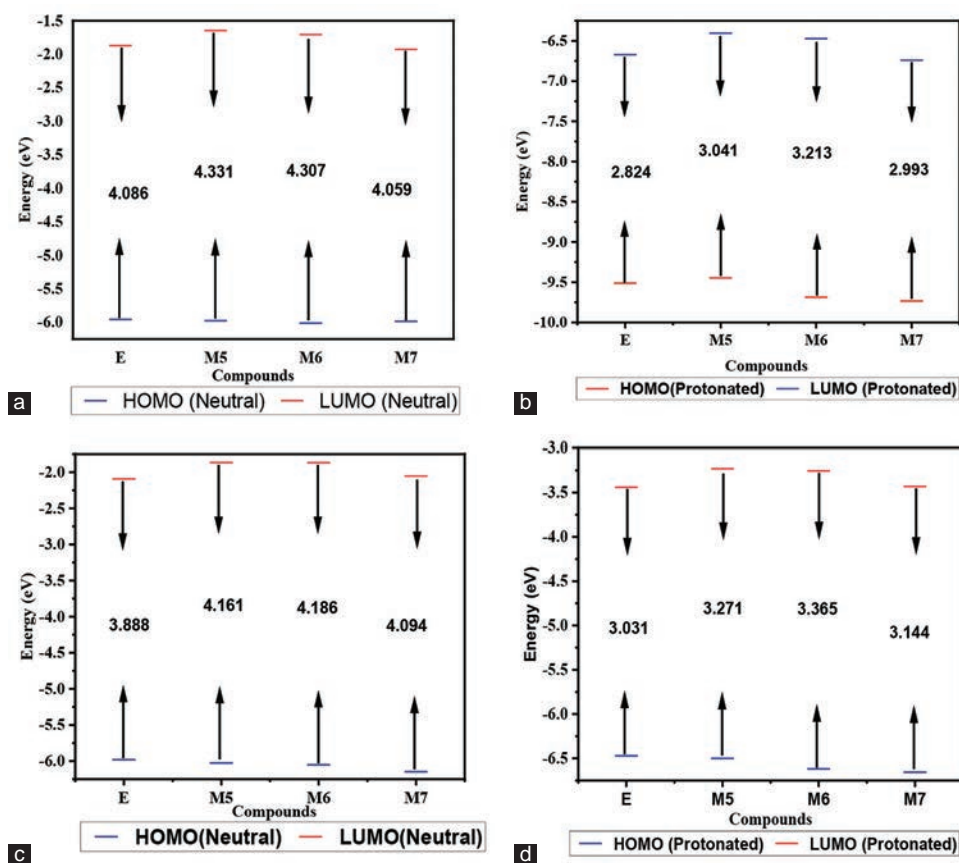 -1.5
-2.0
-2.5
-3.0
-3.5
-4.0
-4.5
-5.0
-5.5
-6.0
Energy (eV)
4.086
4.331
4.307
4.059
E M5 M6 M7
Compounds
HOMO (Neutral) LUMO (Neutral)
a
-6.5
-7.0
-7.5
-8.0
-8.5
-9.0
-9.5
-10.0
Energy (eV)
2.824
3.041
3.213
2.993
E M5 M6 M7
Compounds
HOMO(Protonated) LUMO (Protonated)
b
-2.0
-2.5
-3.0
-3.5
-4.0
-4.5
-5.0
-5.5
-6.0
Energy (eV)
3.888
4.161
4.186
4.094
E M5 M6 M7
Compounds
HOMO(Neutral) LUMO(Neutral)
c
-3.0
-3.5
-4.0
-4.5
-5.0
-5.5
-6.0
-6.5
Energy (eV)
3.031
3.271
3.365
3.144
E M5 M6 M7
Compounds
HOMO (Protonated) LUMO (Protonated)
d